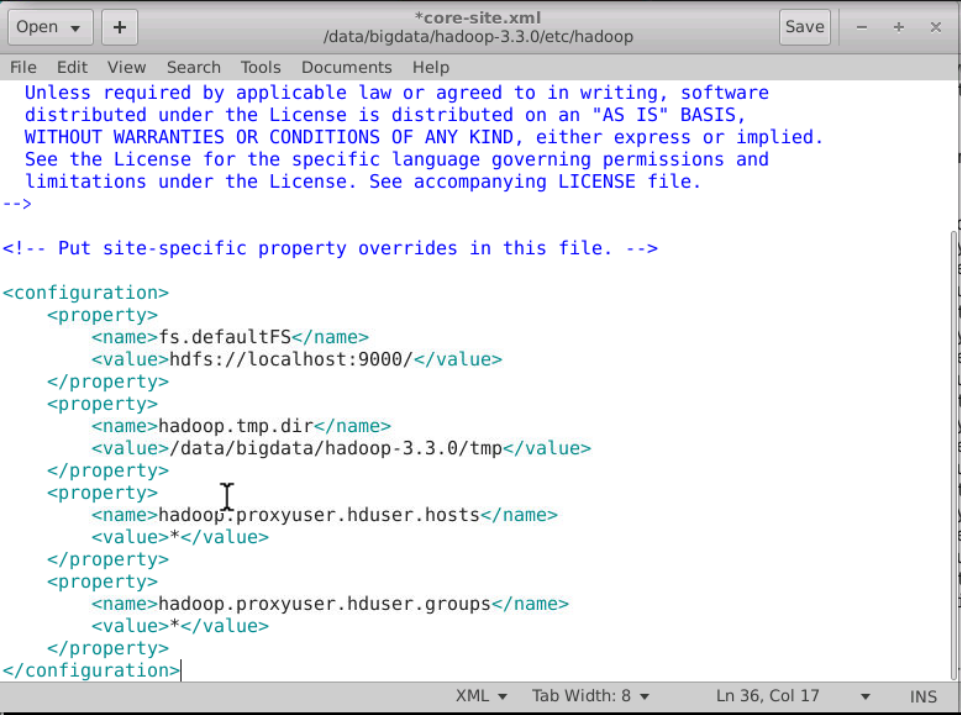 Open
+
*core-site.xml
/data/bigdata/hadoop-3.3.0/etc/hadoop
Save
File Edit View Search Tools Documents Help
Unless required by applicable law or agreed to in writing, software
distributed under the License is distributed on an "AS IS" BASIS,
WITHOUT WARRANTIES OR CONDITIONS OF ANY KIND, either express or implied.
See the License for the specific language governing permissions and
limitations under the License. See accompanying LICENSE file.
-->
<!-- Put site-specific property overrides in this file. -->
<configuration>
<property>
<name>fs.defaultFS</name>
<value>hdfs://localhost:9000/</value>
</property>
<property>
<name>hadoop.tmp.dir</name>
<value>/data/bigdata/hadoop-3.3.0/tmp</value>
</property>
<property>
<name>hadoop.proxyuser.hduser.hosts</name>
<value>*</value>
</property>
<property>
<name>hadoop.proxyuser.hduser.groups</name>
<value>*</value>
</property>
</configuration>
XML Tab Width: 8 Ln 36, Col 17 INS